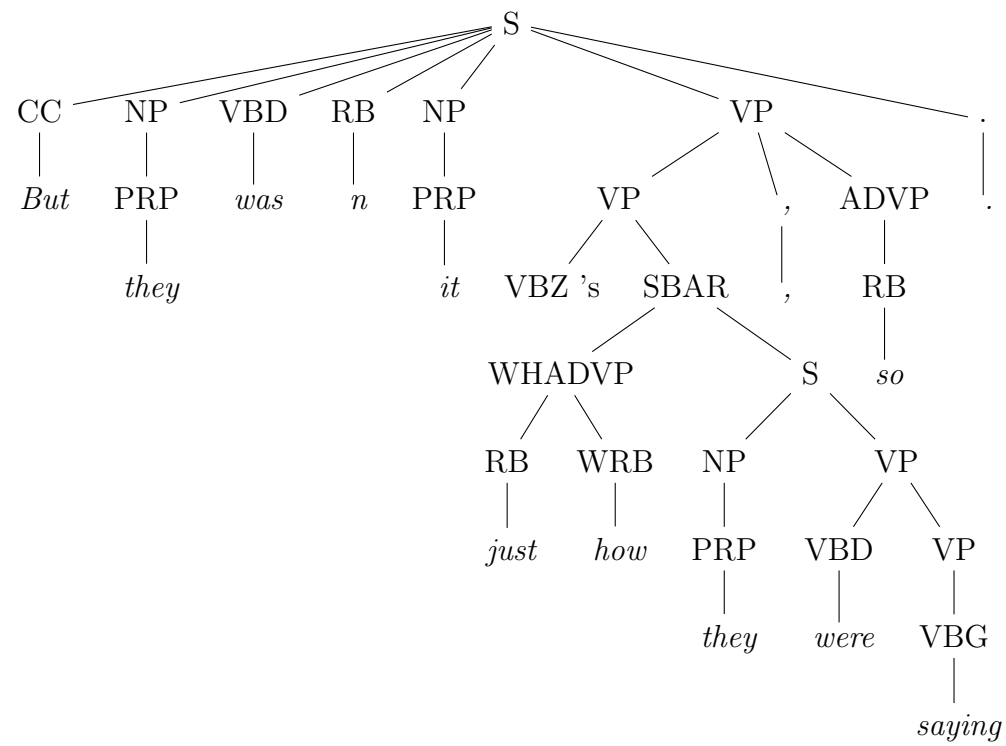 S
CC NP VBD RB NP VP .
But PRP was n PRP VP , ADVP .
they it VBZ 's SBAR , RB
WHADVP S so
RB WRB NP VP
just how PRP VBD VP
they were VBG
saying